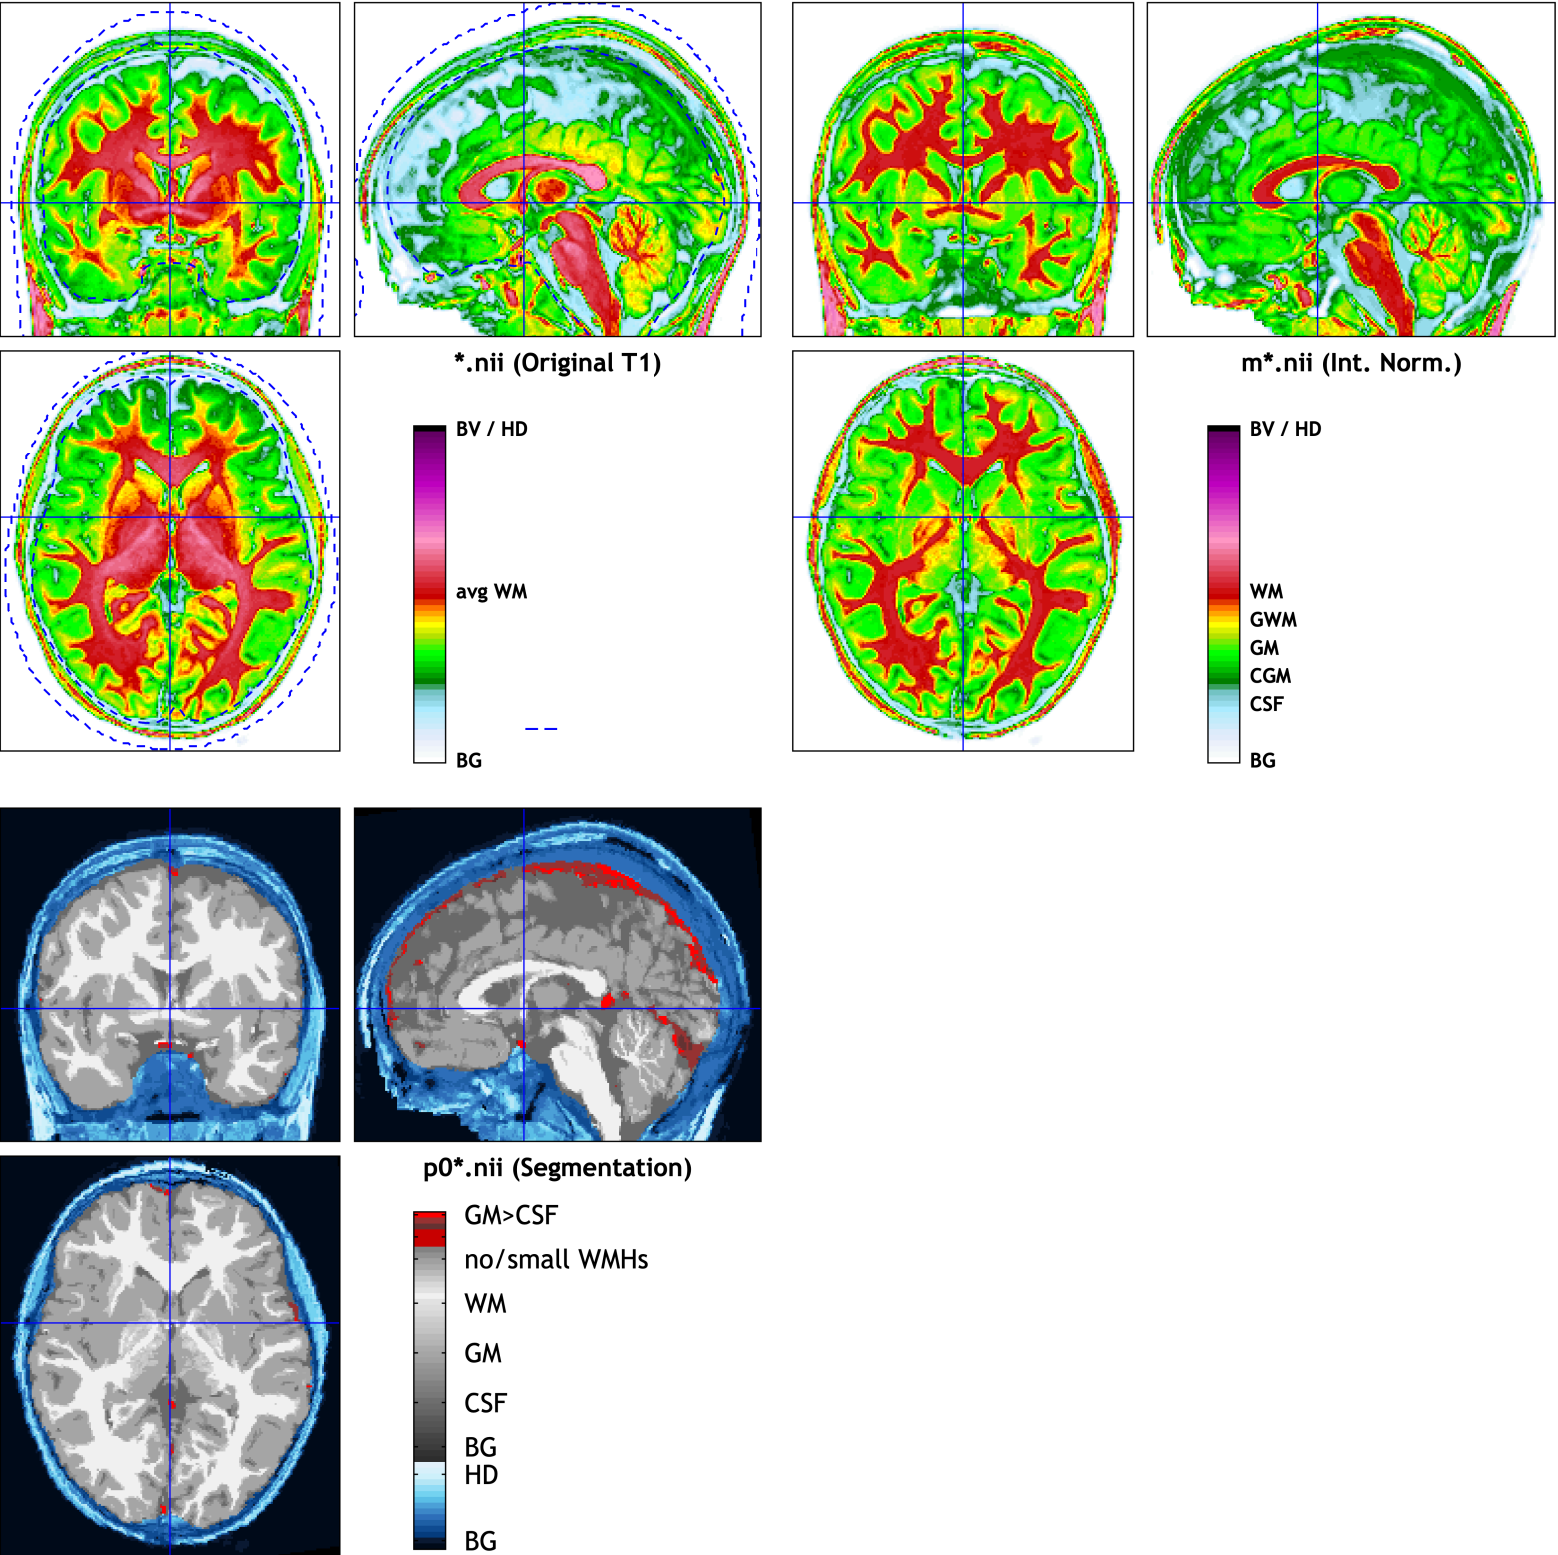 *.nii (Original T1)
BV / HD
avg WM
BG
m*.nii (Int. Norm.)
BV / HD
WM
GWM
GM
CGM
CSF
BG
p0*.nii (Segmentation)
GM>CSF
no/small WMHs
WM
GM
CSF
BG
HD
BG